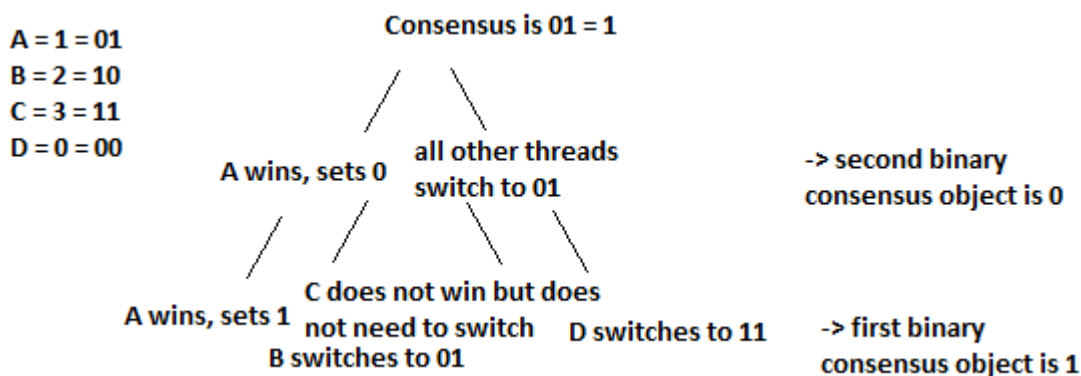 Consensus is 01 = 1
A = 1 = 01
B = 2 = 10
C = 3 = 11
D = 0 = 00
A wins, sets 0
all other threads
switch to 01
-> second binary
consensus object is 0
A wins, sets 1
C does not win but does
not need to switch
B switches to 01
D switches to 11
-> first binary
consensus object is 1